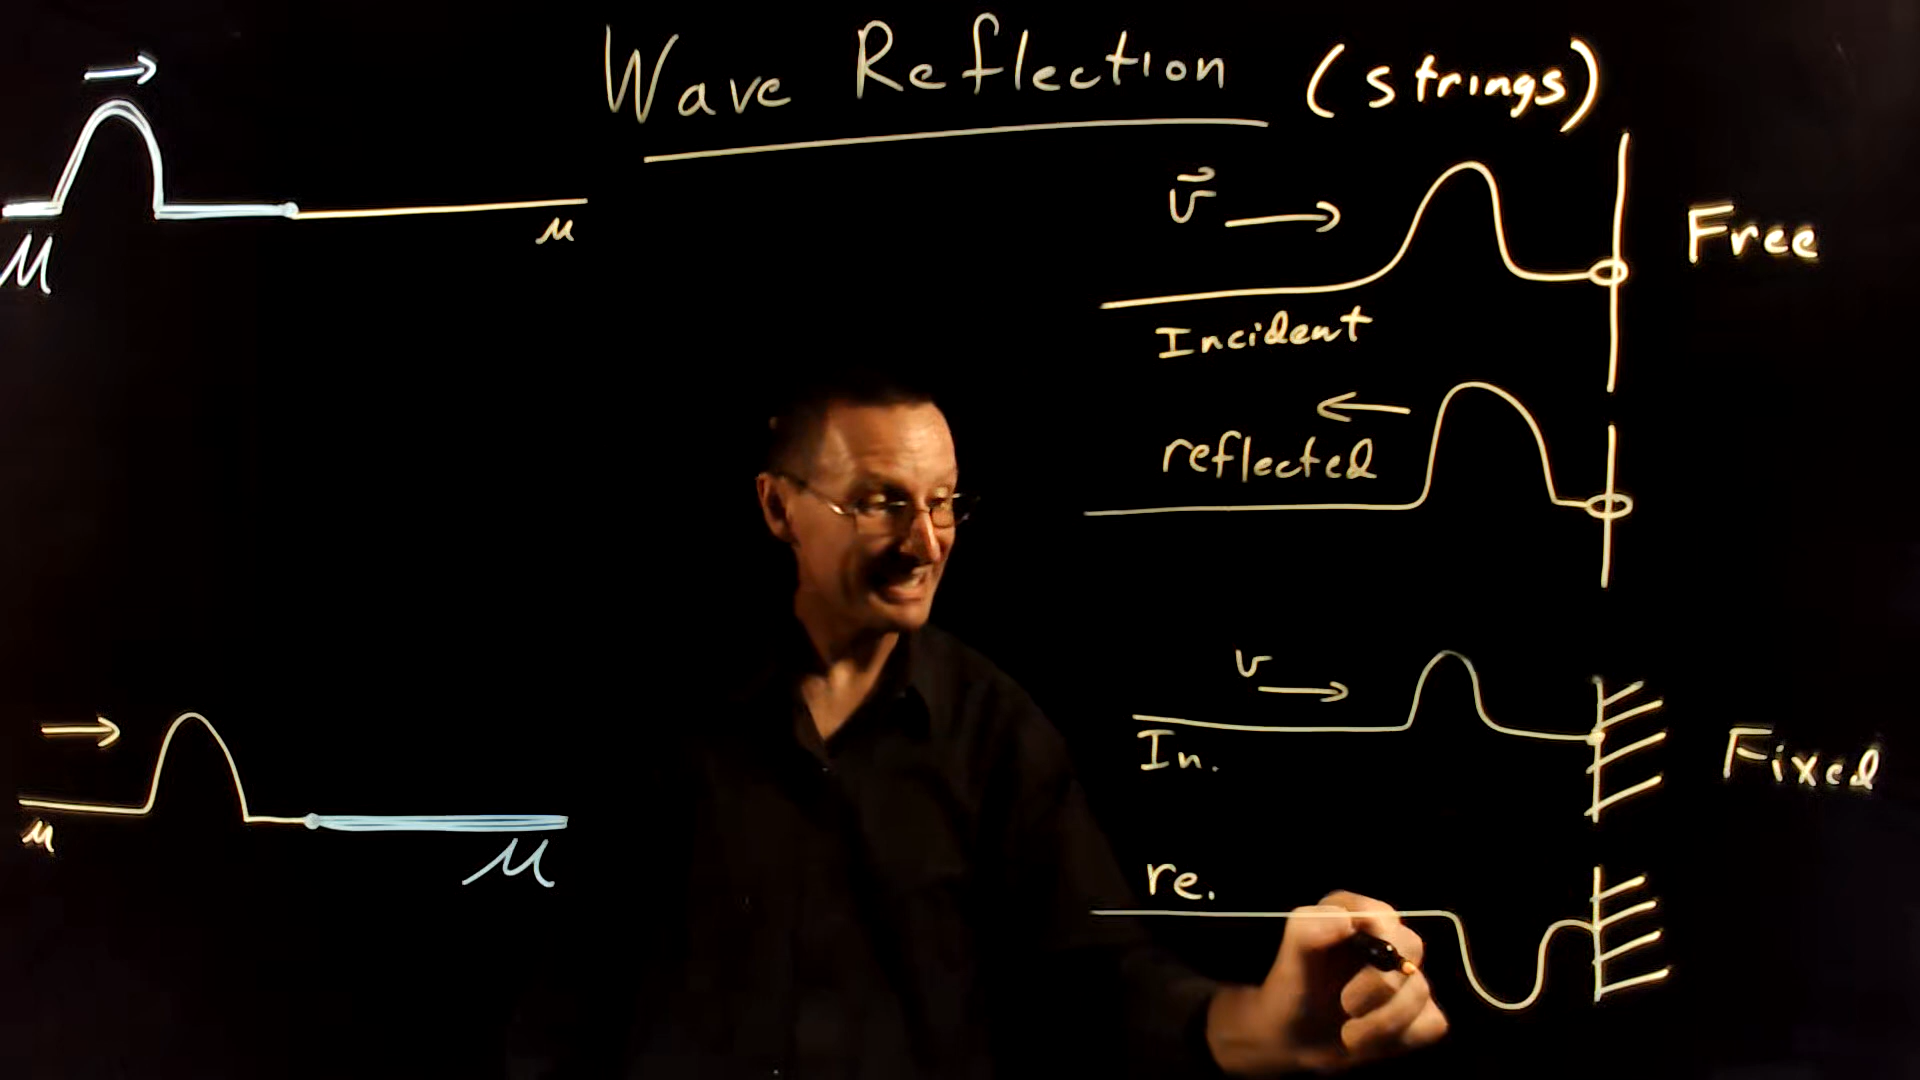 Wave Reflection (strings)
μ
μ
v
Free
Incident
reflected
v
In.
Fixed
μ
μ
re.